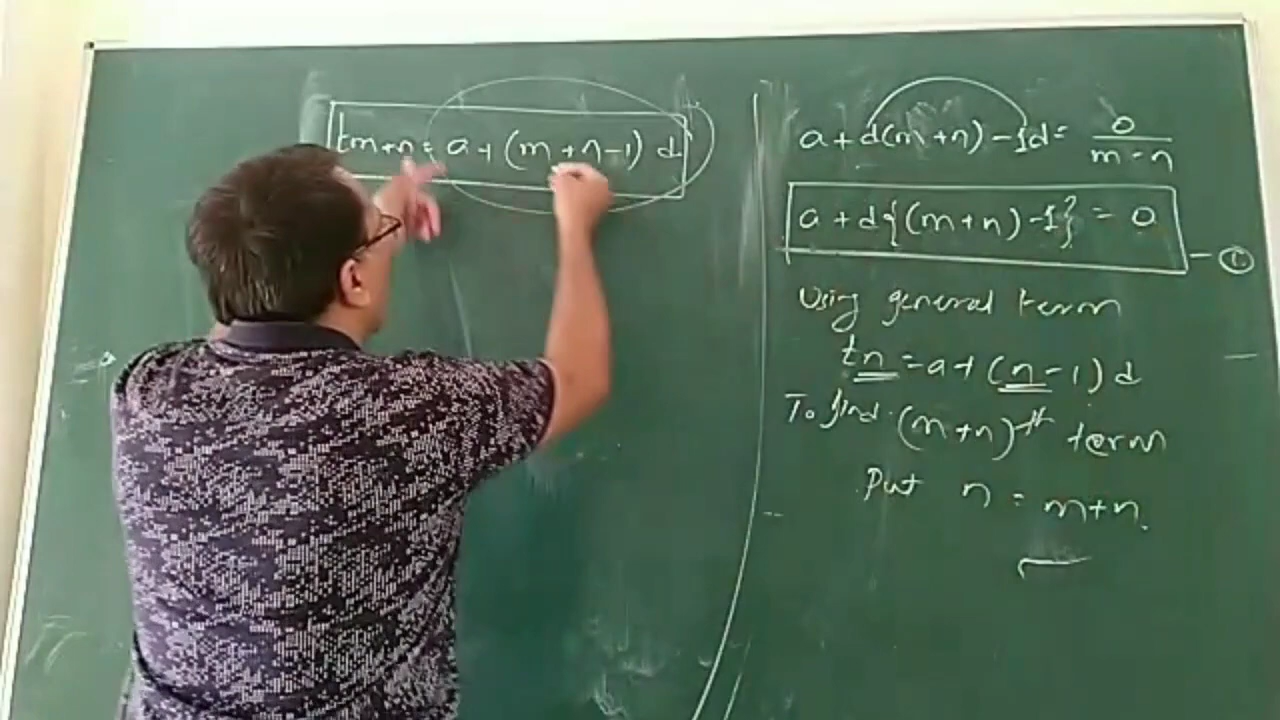 tm+n = a + (m + n - 1) d
a + d(m + n) - 1d = 0/(m - n)
a + d{(m + n) - 1} = 0 - ①
Using general term
tn = a + (n - 1) d
To find (m + n)th term
Put n = m + n.